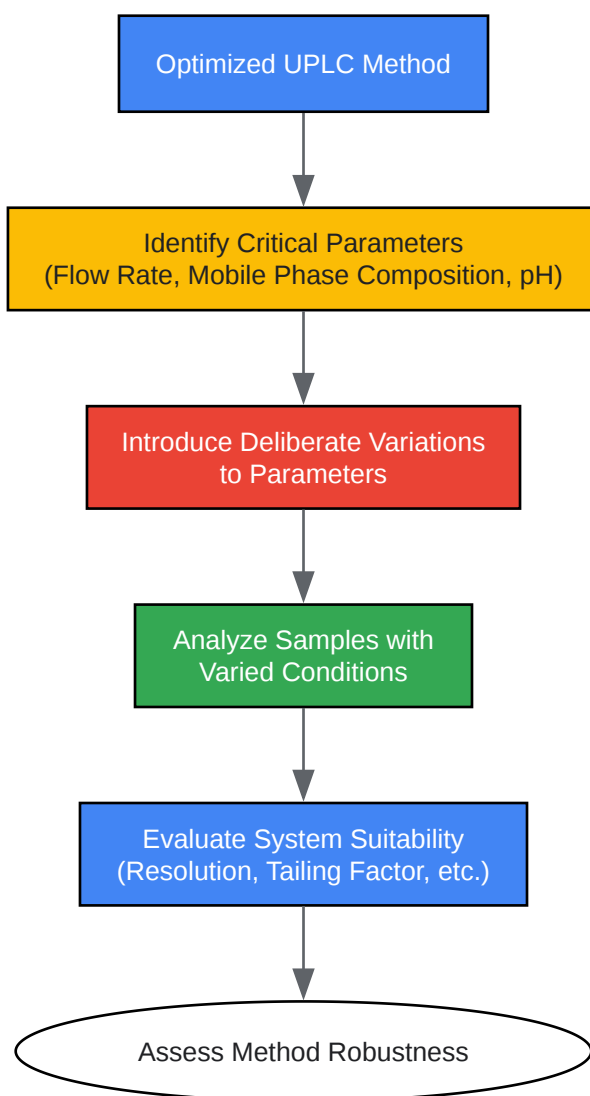 Optimized UPLC Method
Identify Critical Parameters
(Flow Rate, Mobile Phase Composition, pH)
Introduce Deliberate Variations
to Parameters
Analyze Samples with
Varied Conditions
Evaluate System Suitability
(Resolution, Tailing Factor, etc.)
Assess Method Robustness